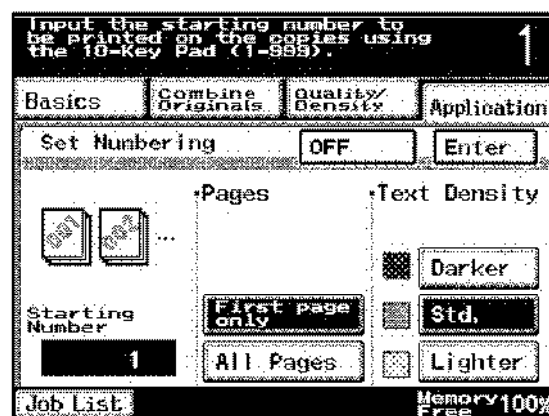 Input the starting number to
be printed on the copies using
the 10-Key Pad (1-999).
1
Basics
Combine
Originals
Quality/
Density
Application
Set Numbering
OFF
Enter
Pages
Text Density
001
002
...
Darker
Starting
Number
First page
only
Std.
1
All Pages
Lighter
Job List
Memory
Free
100%